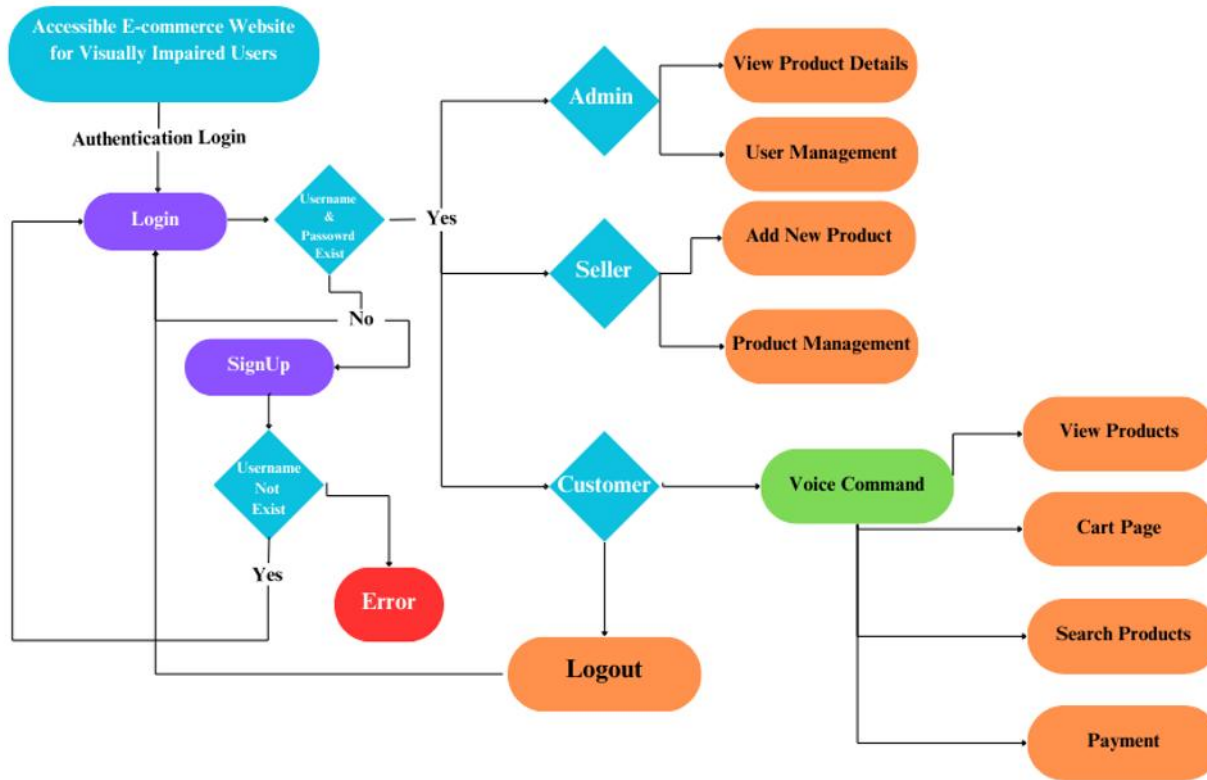 Accessible E-commerce Website
for Visually Impaired Users
Authentication Login
Login
Username
&
Passowrd
Exist
Yes
No
SignUp
Username
Not
Exist
Yes
Error
Admin
View Product Details
User Management
Seller
Add New Product
Product Management
Customer
Voice Command
View Products
Cart Page
Search Products
Payment
Logout